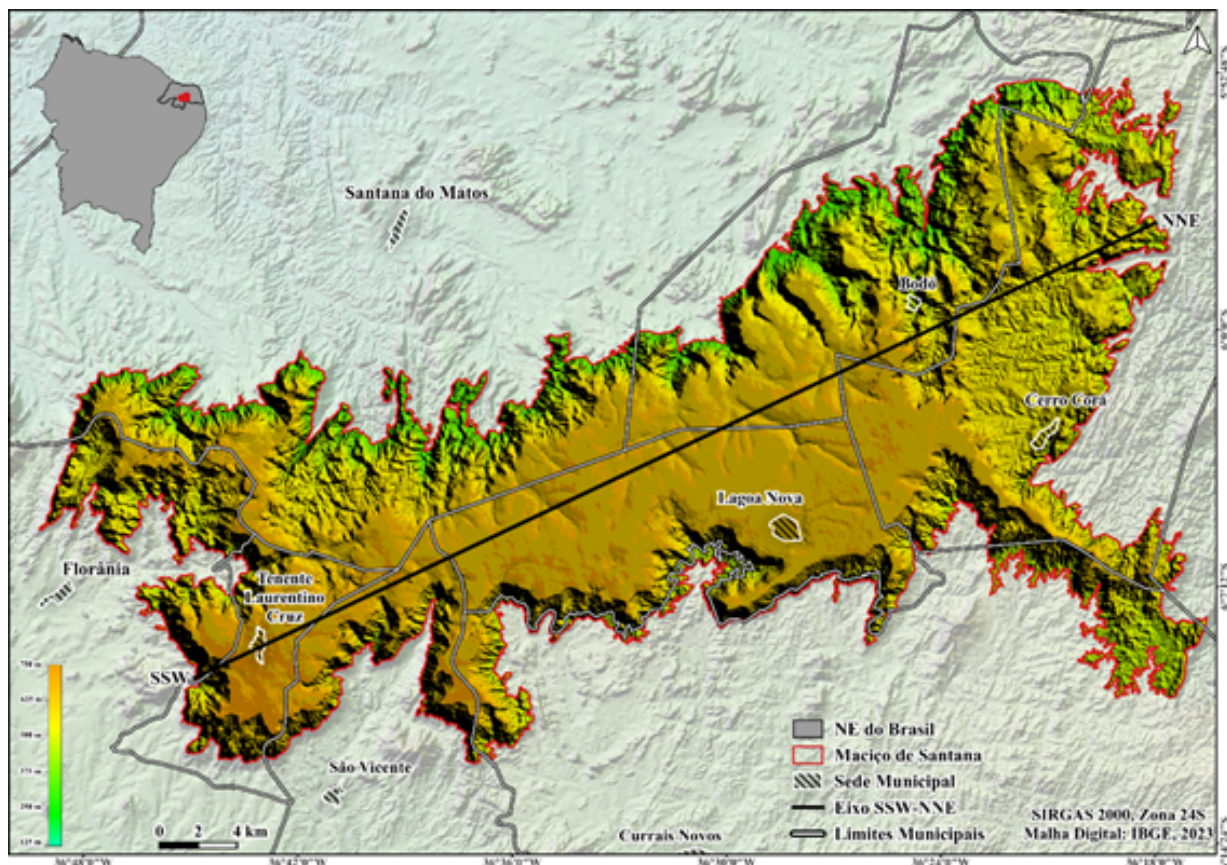 Santana do Matos
NNE
Bodó
Cerro Corá
Lagoa Nova
Florânia
Tenente
Laurentino
Cruz
SSW
São Vicente
Currais Novos
NE do Brasil
Maciço de Santana
Sede Municipal
Eixo SSW-NNE
Limites Municipais
0 2 4 km
SIRGAS 2000, Zona 24S
Malha Digital: IBGE, 2023